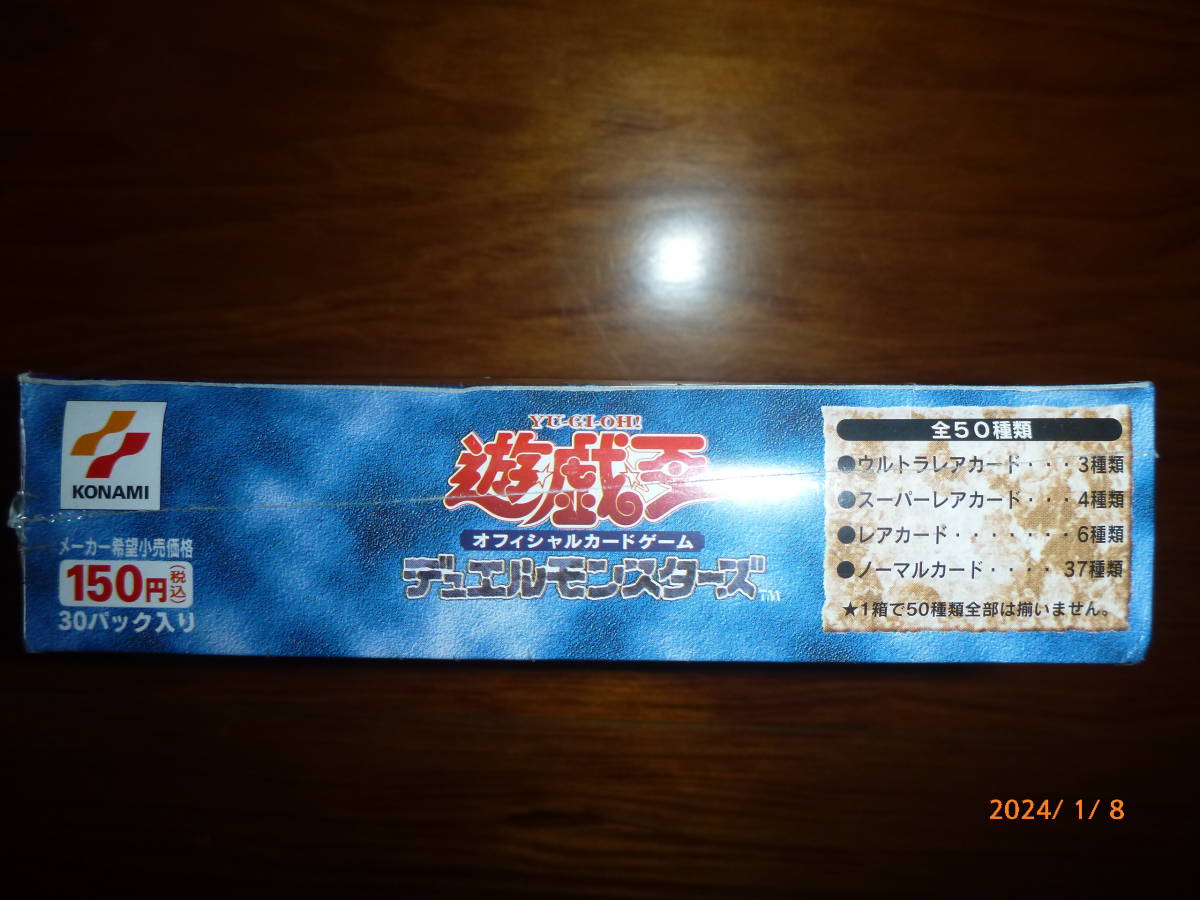 KONAMI
メーカー希望小売価格
150円(税込)
30パック入り
YU-GI-OH!
遊☆戯☆王
オフィシャルカードゲーム
デュエルモンスターズ™
全50種類
●ウルトラレアカード・・・3種類
●スーパーレアカード・・・4種類
●レアカード・・・・・・・6種類
●ノーマルカード・・・・37種類
★1箱で50種類全部は揃いません。
2024/ 1/ 8